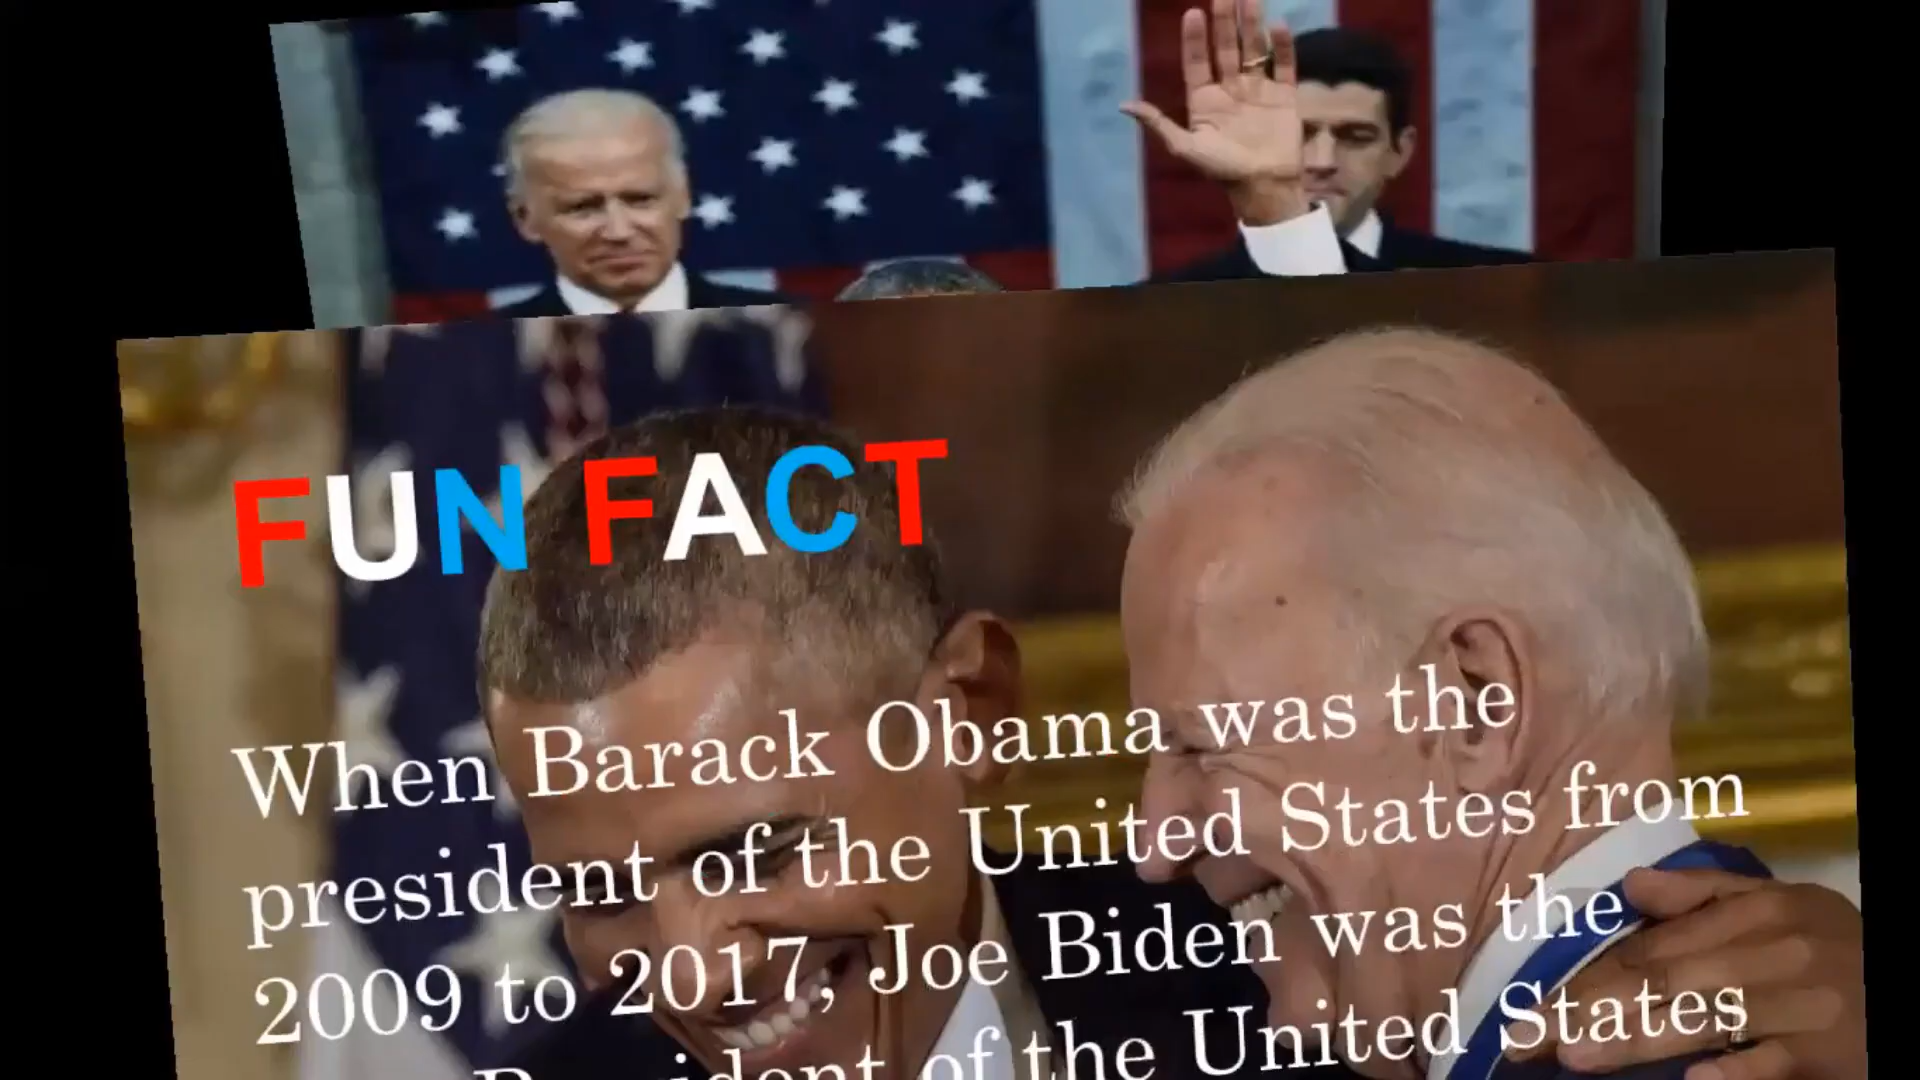 FUN FACT
When Barack Obama was the
president of the United States from
2009 to 2017, Joe Biden was the
President of the United States